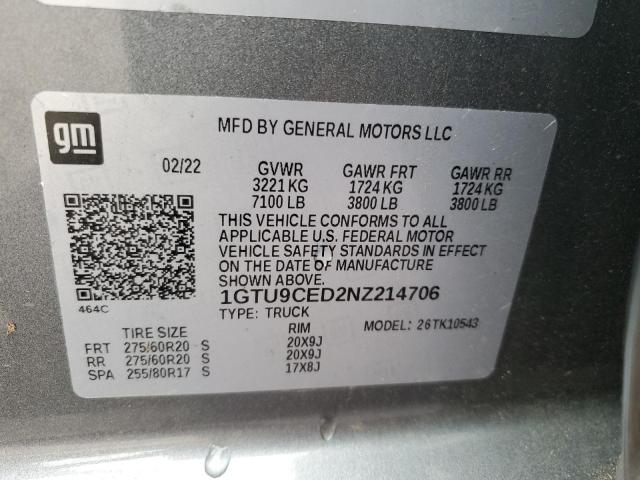 gm
MFD BY GENERAL MOTORS LLC
02/22 GVWR GAWR FRT GAWR RR
3221 KG 1724 KG 1724 KG
7100 LB 3800 LB 3800 LB
THIS VEHICLE CONFORMS TO ALL
APPLICABLE U.S. FEDERAL MOTOR
VEHICLE SAFETY STANDARDS IN EFFECT
ON THE DATE OF MANUFACTURE
SHOWN ABOVE.
464C
1GTU9CED2NZ214706
TYPE: TRUCK
TIRE SIZE RIM MODEL: 26TK10543
FRT 275/60R20 S 20X9J
RR 275/60R20 S 20X9J
SPA 255/80R17 S 17X8J